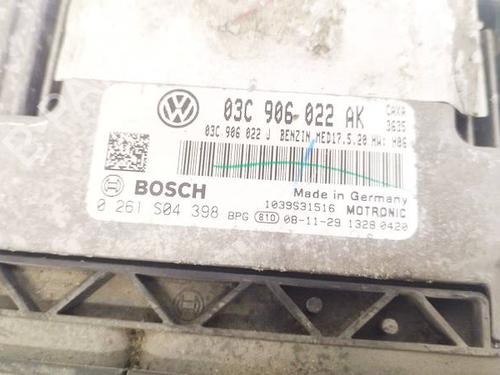 03C 906 022 AK CAXA
3635
03C 906 022 J BENZIN MED17.5.20 HW: H06
BOSCH
Made in Germany
1039S31516 MOTRONIC
0 261 S04 398 BPG 810 08-11-29 1328 0420